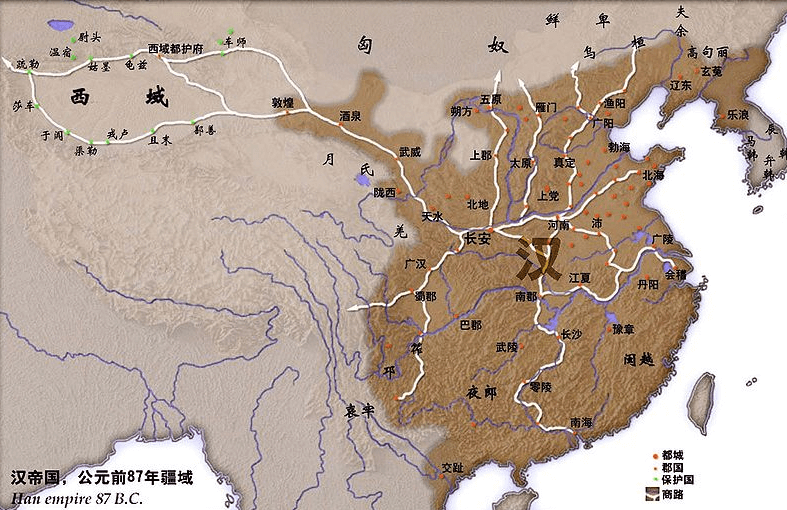 鲜
卑
夫
余
匈
奴
乌
桓
高句丽
玄菟
辽东
乐浪
辰
韩
马
韩
弁
韩
尉头
温宿
疏勒
姑墨
龟兹
西域都护府
车师
西
域
莎车
于阗
渠勒
戎卢
且末
鄯善
敦煌
酒泉
武威
月
氏
羌
陇西
天水
北地
朔方
五原
雁门
渔阳
广阳
上郡
太原
真定
勃海
北海
上党
河南
沛
长安
汉
广陵
会稽
丹阳
江夏
南郡
广汉
蜀郡
巴郡
邛
笮
武陵
长沙
豫章
闽越
夜郎
零陵
哀牢
南海
交趾
汉帝国，公元前87年疆域
Han empire 87 B.C.
都城
郡国
保护国
商路